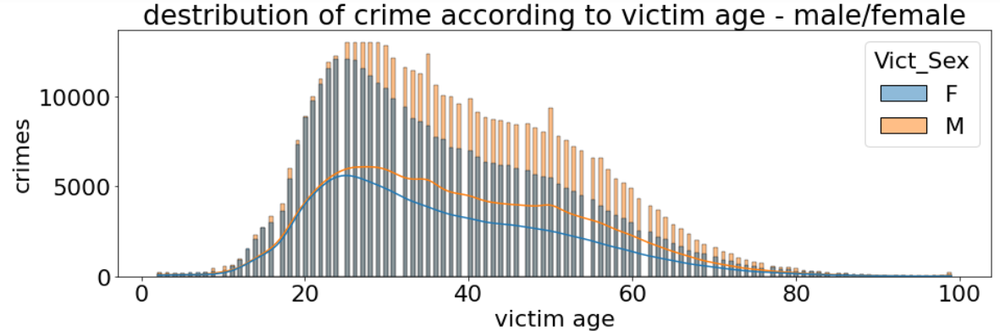 destribution of crime according to victim age - male/female
Vict_Sex
F
M
10000
5000
0
crimes
0 20 40 60 80 100
victim age